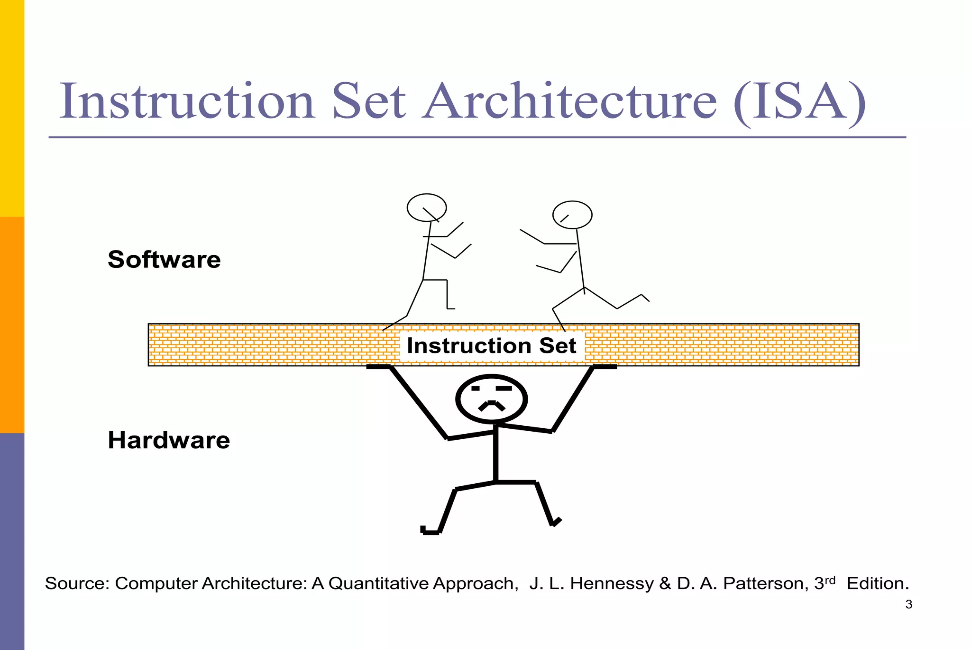 Instruction Set Architecture (ISA)
Software
Instruction Set
Hardware
Source: Computer Architecture: A Quantitative Approach, J. L. Hennessy & D. A. Patterson, 3rd Edition.
3